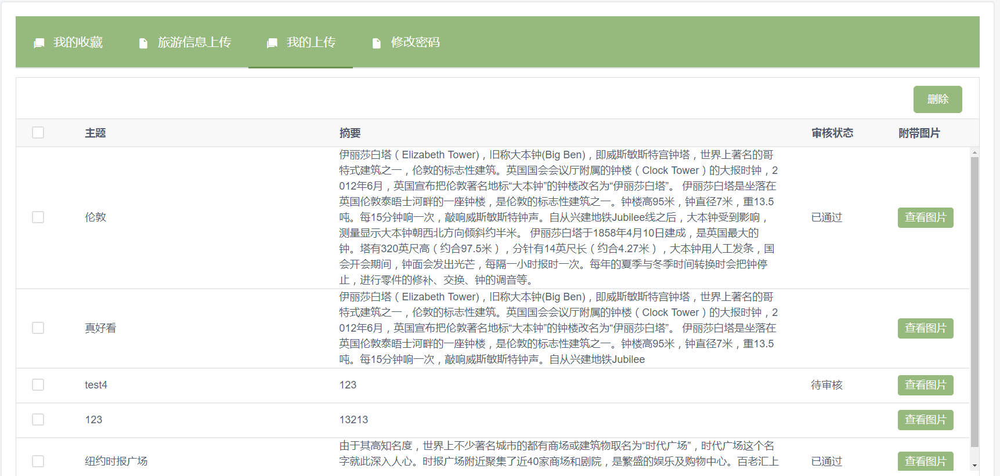 我的收藏 旅游信息上传 我的上传 修改密码
删除
主题 摘要 审核状态 附带图片
伊丽莎白塔（Elizabeth Tower)，旧称大本钟(Big Ben)，即威斯敏斯特宫钟塔，世界上著名的哥
特式建筑之一，伦敦的标志性建筑。英国国会会议厅附属的钟楼（Clock Tower）的大报时钟，2
012年6月，英国宣布把伦敦著名地标“大本钟”的钟楼改名为“伊丽莎白塔”。 伊丽莎白塔是坐落在
英国伦敦泰晤士河畔的一座钟楼，是伦敦的标志性建筑之一。钟楼高95米，钟直径7米，重13.5
伦敦 吨。每15分钟响一次，敲响威斯敏斯特钟声。自从兴建地铁Jubilee线之后，大本钟受到影响， 已通过 查看图片
测量显示大本钟朝西北方向倾斜约半米。 伊丽莎白塔于1858年4月10日建成，是英国最大的
钟。塔有320英尺高（约合97.5米），分针有14英尺长（约合4.27米），大本钟用人工发条，国
会开会期间，钟面会发出光芒，每隔一小时报时一次。每年的夏季与冬季时间转换时会把钟停
止，进行零件的修补、交换、钟的调音等。
伊丽莎白塔（Elizabeth Tower)，旧称大本钟(Big Ben)，即威斯敏斯特宫钟塔，世界上著名的哥
特式建筑之一，伦敦的标志性建筑。英国国会会议厅附属的钟楼（Clock Tower）的大报时钟，2
真好看 012年6月，英国宣布把伦敦著名地标“大本钟”的钟楼改名为“伊丽莎白塔”。 伊丽莎白塔是坐落在 查看图片
英国伦敦泰晤士河畔的一座钟楼，是伦敦的标志性建筑之一。钟楼高95米，钟直径7米，重13.5
吨。每15分钟响一次，敲响威斯敏斯特钟声。自从兴建地铁Jubilee
test4 123 待审核 查看图片
123 13213 查看图片
由于其高知名度，世界上不少著名城市的都有商场或建筑物取名为“时代广场”，时代广场这个名
纽约时报广场 字就此深入人心。时报广场附近聚集了近40家商场和剧院，是繁盛的娱乐及购物中心。百老汇上 已通过 查看图片